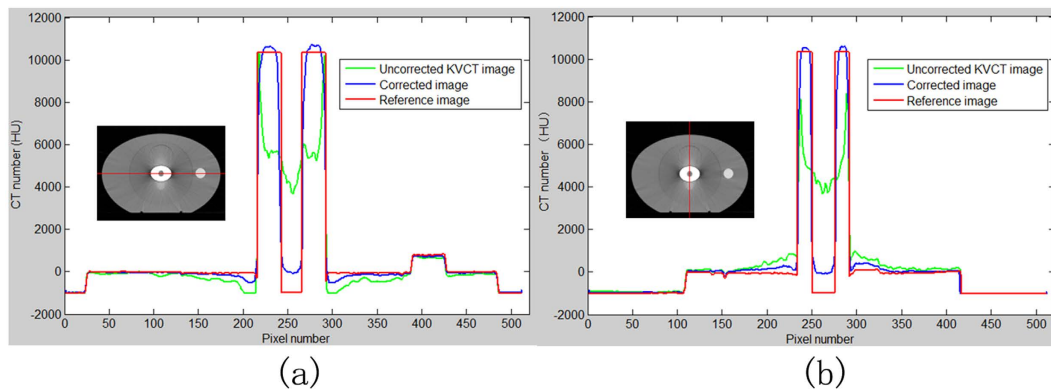 12000
10000
8000
6000
4000
2000
0
-2000
CT number (HU)
0 50 100 150 200 250 300 350 400 450 500
Pixel number
Uncorrected KVCT image
Corrected image
Reference image
(a)
12000
10000
8000
6000
4000
2000
0
-2000
CT number（HU）
0 50 100 150 200 250 300 350 400 450 500
Pixel number
Uncorrected KVCT image
Corrected image
Reference image
(b)